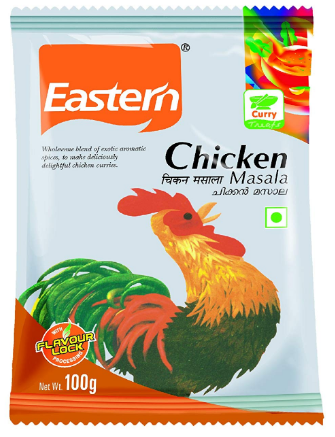 Eastern®
Curry
Treats
Wholesome blend of exotic aromatic
spices, to make deliciously
delightful chicken curries.
Chicken
चिकन मसाला Masala
ചിക്കൻ മസാല
WITH
FLAVOUR
LOCK
PROCESSING
Net Wt. 100g